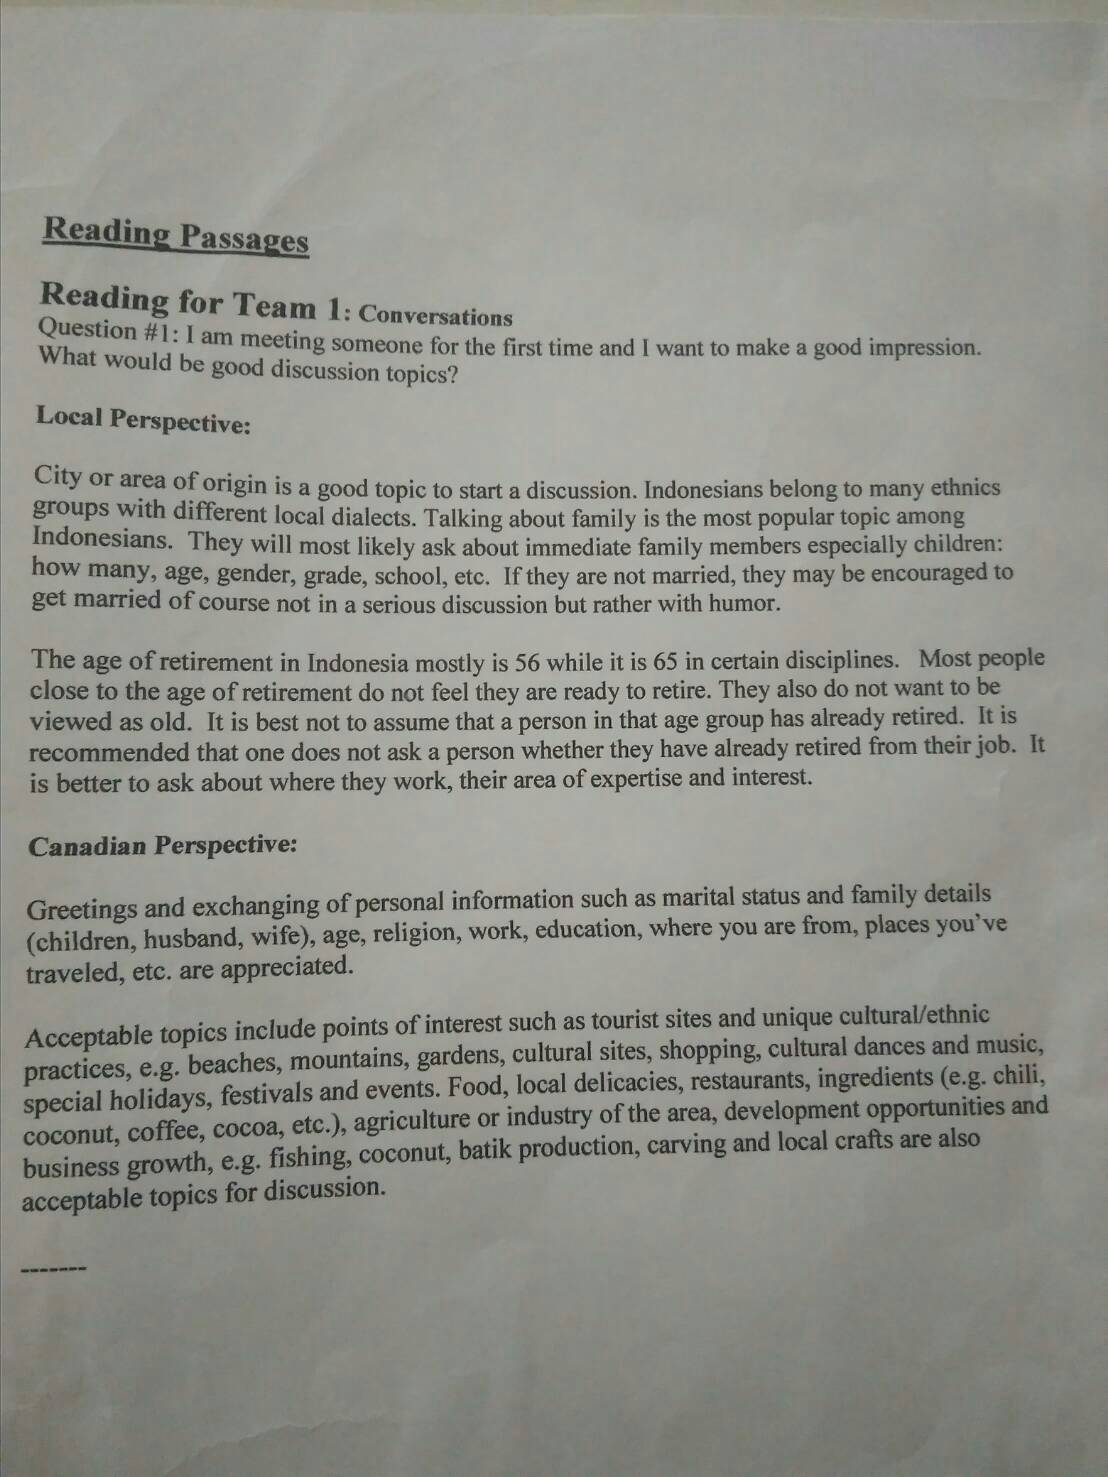 Reading Passages
Reading for Team 1: Conversations
Question #1: I am meeting someone for the first time and I want to make a good impression.
What would be good discussion topics?
Local Perspective:
City or area of origin is a good topic to start a discussion. Indonesians belong to many ethnics
groups with different local dialects. Talking about family is the most popular topic among
Indonesians. They will most likely ask about immediate family members especially children:
how many, age, gender, grade, school, etc. If they are not married, they may be encouraged to
get married of course not in a serious discussion but rather with humor.
The age of retirement in Indonesia mostly is 56 while it is 65 in certain disciplines. Most people
close to the age of retirement do not feel they are ready to retire. They also do not want to be
viewed as old. It is best not to assume that a person in that age group has already retired. It is
recommended that one does not ask a person whether they have already retired from their job. It
is better to ask about where they work, their area of expertise and interest.
Canadian Perspective:
Greetings and exchanging of personal information such as marital status and family details
(children, husband, wife), age, religion, work, education, where you are from, places you've
traveled, etc. are appreciated.
Acceptable topics include points of interest such as tourist sites and unique cultural/ethnic
practices, e.g. beaches, mountains, gardens, cultural sites, shopping, cultural dances and music,
special holidays, festivals and events. Food, local delicacies, restaurants, ingredients (e.g. chili,
coconut, coffee, cocoa, etc.), agriculture or industry of the area, development opportunities and
business growth, e.g. fishing, coconut, batik production, carving and local crafts are also
acceptable topics for discussion.
-------